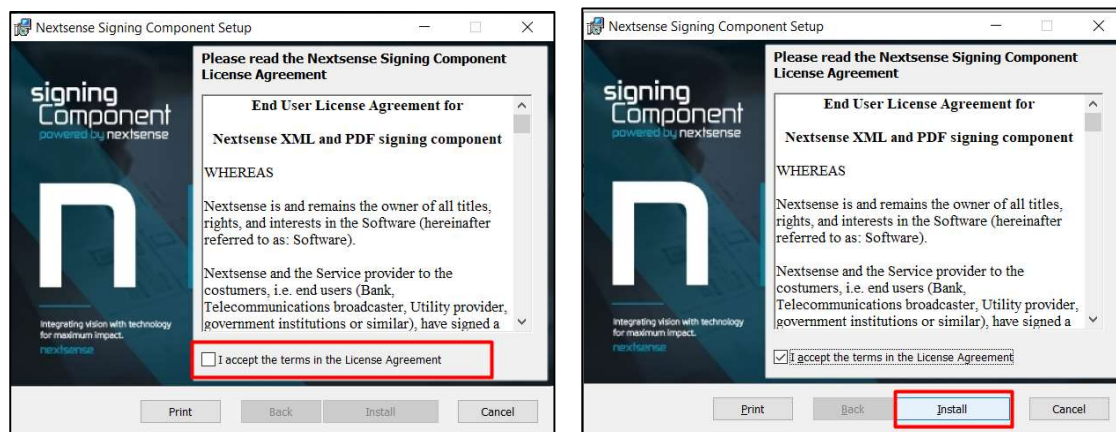 Nextsense Signing Component Setup
Please read the Nextsense Signing Component
License Agreement
signing
Component
powered by nextsense
End User License Agreement for
Nextsense XML and PDF signing component
WHEREAS
Nextsense is and remains the owner of all titles,
rights, and interests in the Software (hereinafter
referred to as: Software).
Nextsense and the Service provider to the
costumers, i.e. end users (Bank,
Telecommunications broadcaster, Utility provider,
government institutions or similar), have signed a
n
Integrating vision with technology
for maximum impact.
nextsense
I accept the terms in the License Agreement
Print
Back
Install
Cancel
Nextsense Signing Component Setup
Please read the Nextsense Signing Component
License Agreement
signing
Component
powered by nextsense
End User License Agreement for
Nextsense XML and PDF signing component
WHEREAS
Nextsense is and remains the owner of all titles,
rights, and interests in the Software (hereinafter
referred to as: Software).
Nextsense and the Service provider to the
costumers, i.e. end users (Bank,
Telecommunications broadcaster, Utility provider,
government institutions or similar), have signed a
n
Integrating vision with technology
for maximum impact.
nextsense
I accept the terms in the License Agreement
Print
Back
Install
Cancel